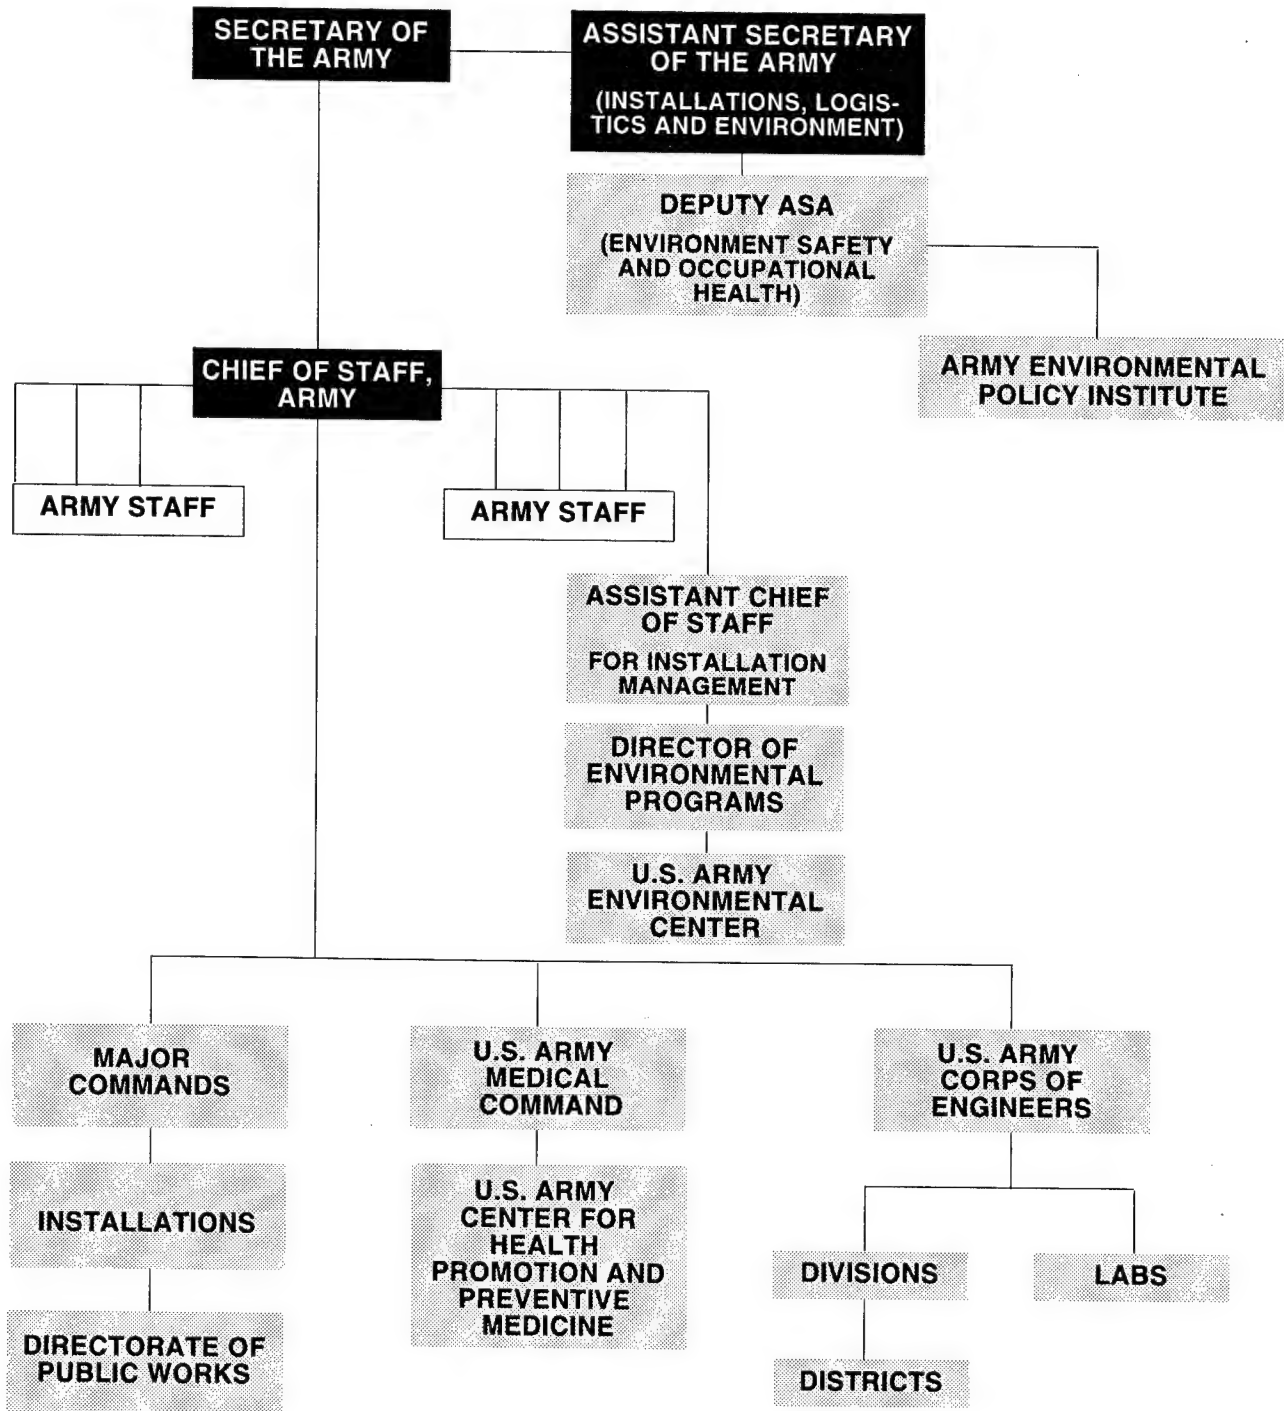 SECRETARY OF
THE ARMY
ASSISTANT SECRETARY
OF THE ARMY
(INSTALLATIONS, LOGIS-
TICS AND ENVIRONMENT)
DEPUTY ASA
(ENVIRONMENT SAFETY
AND OCCUPATIONAL
HEALTH)
ARMY ENVIRONMENTAL
POLICY INSTITUTE
CHIEF OF STAFF,
ARMY
ARMY STAFF
ARMY STAFF
ASSISTANT CHIEF
OF STAFF
FOR INSTALLATION
MANAGEMENT
DIRECTOR OF
ENVIRONMENTAL
PROGRAMS
U.S. ARMY
ENVIRONMENTAL
CENTER
MAJOR
COMMANDS
U.S. ARMY
MEDICAL
COMMAND
U.S. ARMY
CORPS OF
ENGINEERS
INSTALLATIONS
U.S. ARMY
CENTER FOR
HEALTH
PROMOTION AND
PREVENTIVE
MEDICINE
DIVISIONS
LABS
DIRECTORATE OF
PUBLIC WORKS
DISTRICTS